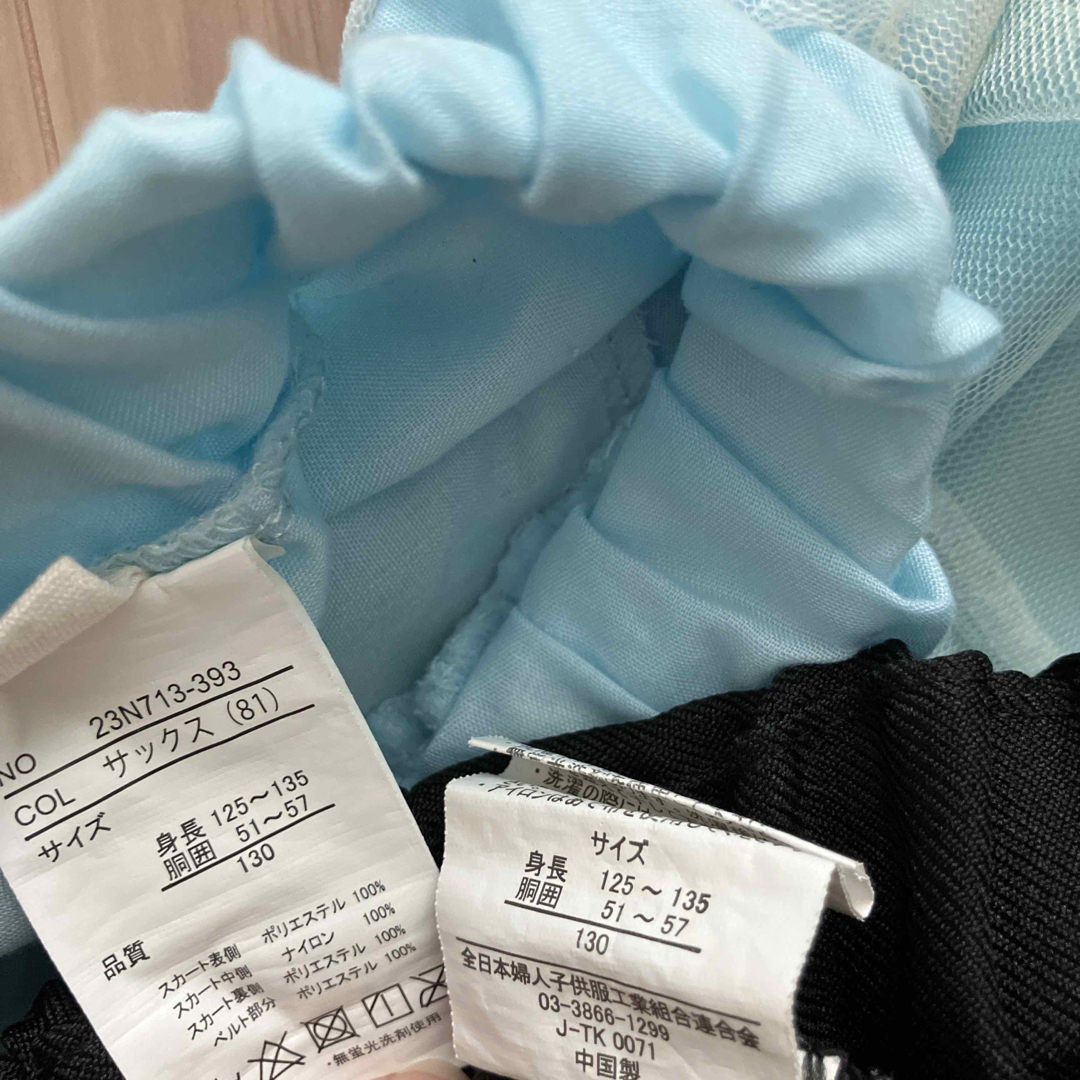 NO 23N713-393
COL サックス(81)
サイズ
身長 125～135
胴囲 51～57
130
品質
スカート表側 ポリエステル 100%
スカート中側 ナイロン 100%
スカート裏側 ポリエステル 100%
ベルト部分 ポリエステル 100%
・無蛍光洗剤使用
・洗濯の際に
サイズ
身長 125～135
胴囲 51～57
130
全日本婦人子供服工業組合連合会
03-3866-1299
J-TK 0071
中国製